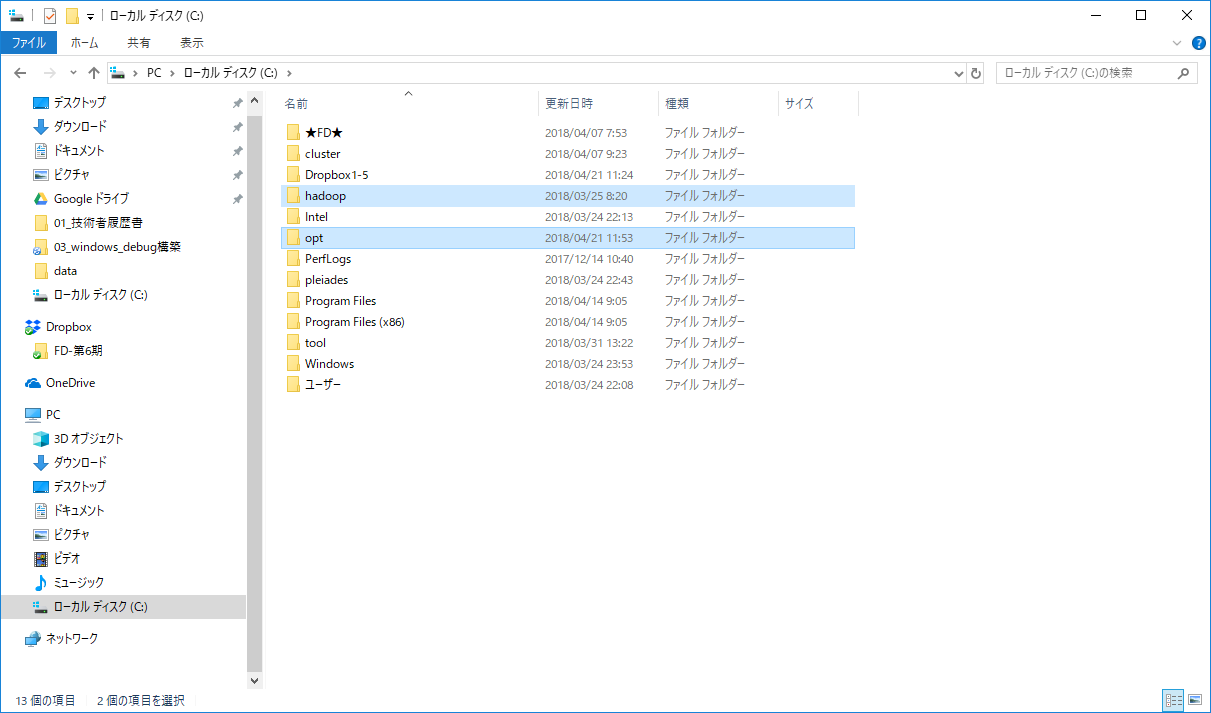 ローカル ディスク (C:)
ファイル ホーム 共有 表示
PC ローカル ディスク (C:) ローカル ディスク (C:)の検索
デスクトップ
ダウンロード
ドキュメント
ピクチャ
Google ドライブ
01_技術者履歴書
03_windows_debug構築
data
ローカル ディスク (C:)
Dropbox
FD-第6期
OneDrive
PC
3D オブジェクト
ダウンロード
デスクトップ
ドキュメント
ピクチャ
ビデオ
ミュージック
ローカル ディスク (C:)
ネットワーク
名前 更新日時 種類 サイズ
★FD★ 2018/04/07 7:53 ファイル フォルダー
cluster 2018/04/07 9:23 ファイル フォルダー
Dropbox1-5 2018/04/21 11:24 ファイル フォルダー
hadoop 2018/03/25 8:20 ファイル フォルダー
Intel 2018/03/24 22:13 ファイル フォルダー
opt 2018/04/21 11:53 ファイル フォルダー
PerfLogs 2017/12/14 10:40 ファイル フォルダー
pleiades 2018/03/24 22:43 ファイル フォルダー
Program Files 2018/04/14 9:05 ファイル フォルダー
Program Files (x86) 2018/04/14 9:05 ファイル フォルダー
tool 2018/03/31 13:22 ファイル フォルダー
Windows 2018/03/24 23:53 ファイル フォルダー
ユーザー 2018/03/24 22:08 ファイル フォルダー
13 個の項目 2 個の項目を選択